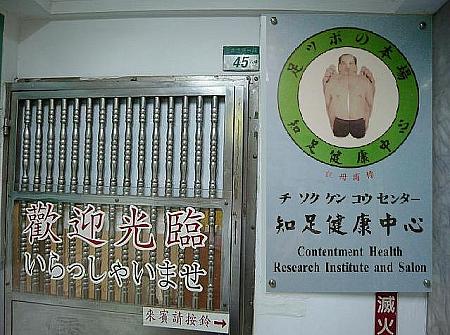 45
足ツボの本場
知足健康中心
チ ソク ケン コウ センター
知足健康中心
Contentment Health
Research Institute and Salon
歡迎光臨
いらっしゃいませ
來賓請按鈴→
滅火